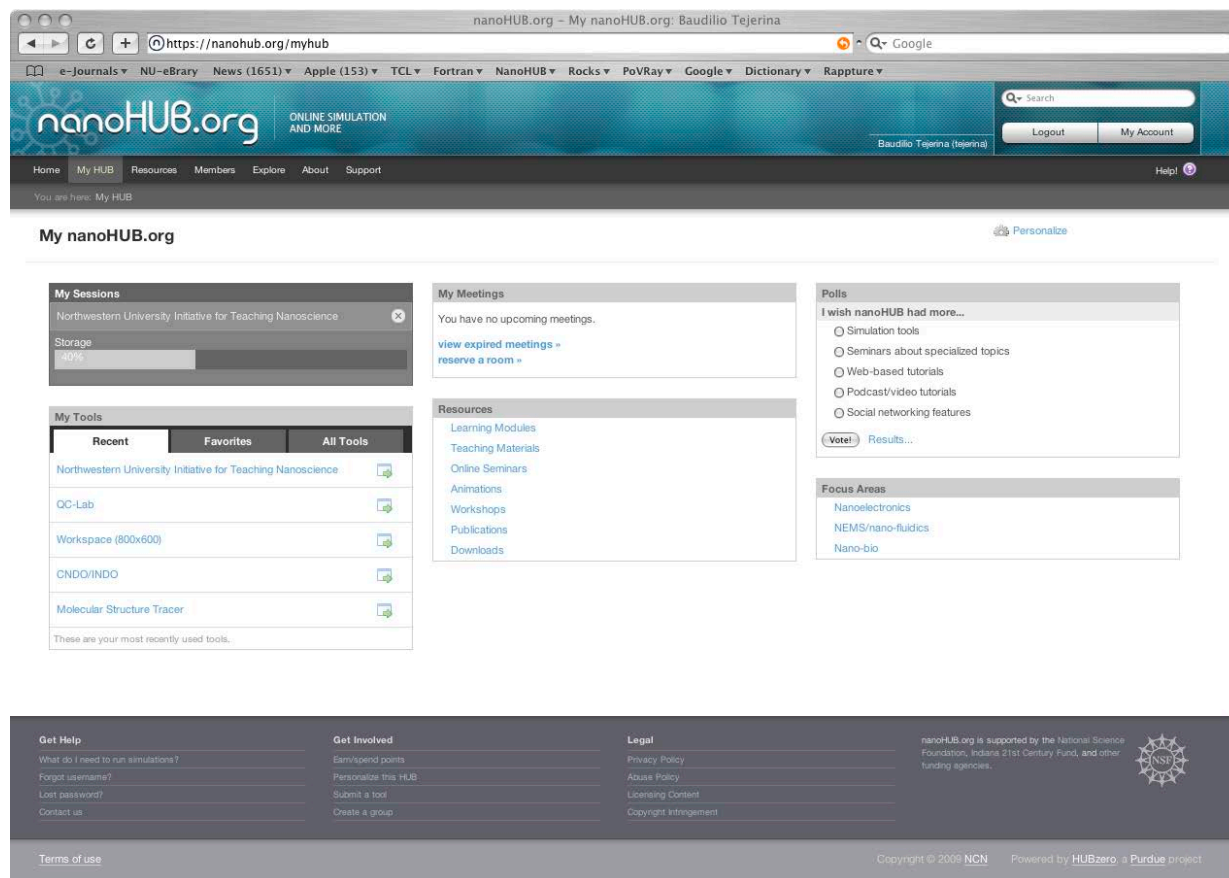 nanoHUB.org – My nanoHUB.org: Baudilio Tejerina
https://nanohub.org/myhub
Google
e-Journals NU-eBrary News (1651) Apple (153) TCL Fortran NanoHUB Rocks PoVRay Google Dictionary Rappture
nanoHUB.org
ONLINE SIMULATION
AND MORE
Search
Baudilio Tejerina (tejerina)
Logout My Account
Home My HUB Resources Members Explore About Support
Help!
You are here: My HUB
My nanoHUB.org
Personalize
My Sessions
Northwestern University Initiative for Teaching Nanoscience
Storage
40%
My Tools
Recent Favorites All Tools
Northwestern University Initiative for Teaching Nanoscience
QC-Lab
Workspace (800x600)
CNDO/INDO
Molecular Structure Tracer
These are your most recently used tools.
My Meetings
You have no upcoming meetings.
view expired meetings »
reserve a room »
Resources
Learning Modules
Teaching Materials
Online Seminars
Animations
Workshops
Publications
Downloads
Polls
I wish nanoHUB had more...
Simulation tools
Seminars about specialized topics
Web-based tutorials
Podcast/video tutorials
Social networking features
Vote! Results...
Focus Areas
Nanoelectronics
NEMS/nano-fluidics
Nano-bio
Get Help
What do I need to run simulations?
Forgot username?
Lost password?
Contact us
Get Involved
Earn/spend points
Personalize this HUB
Submit a tool
Create a group
Legal
Privacy Policy
Abuse Policy
Licensing Content
Copyright Infringement
nanoHUB.org is supported by the National Science
Foundation, Indiana 21st Century Fund, and other
funding agencies.
NSF
Terms of use
Copyright © 2009 NCN Powered by HUBzero, a Purdue project